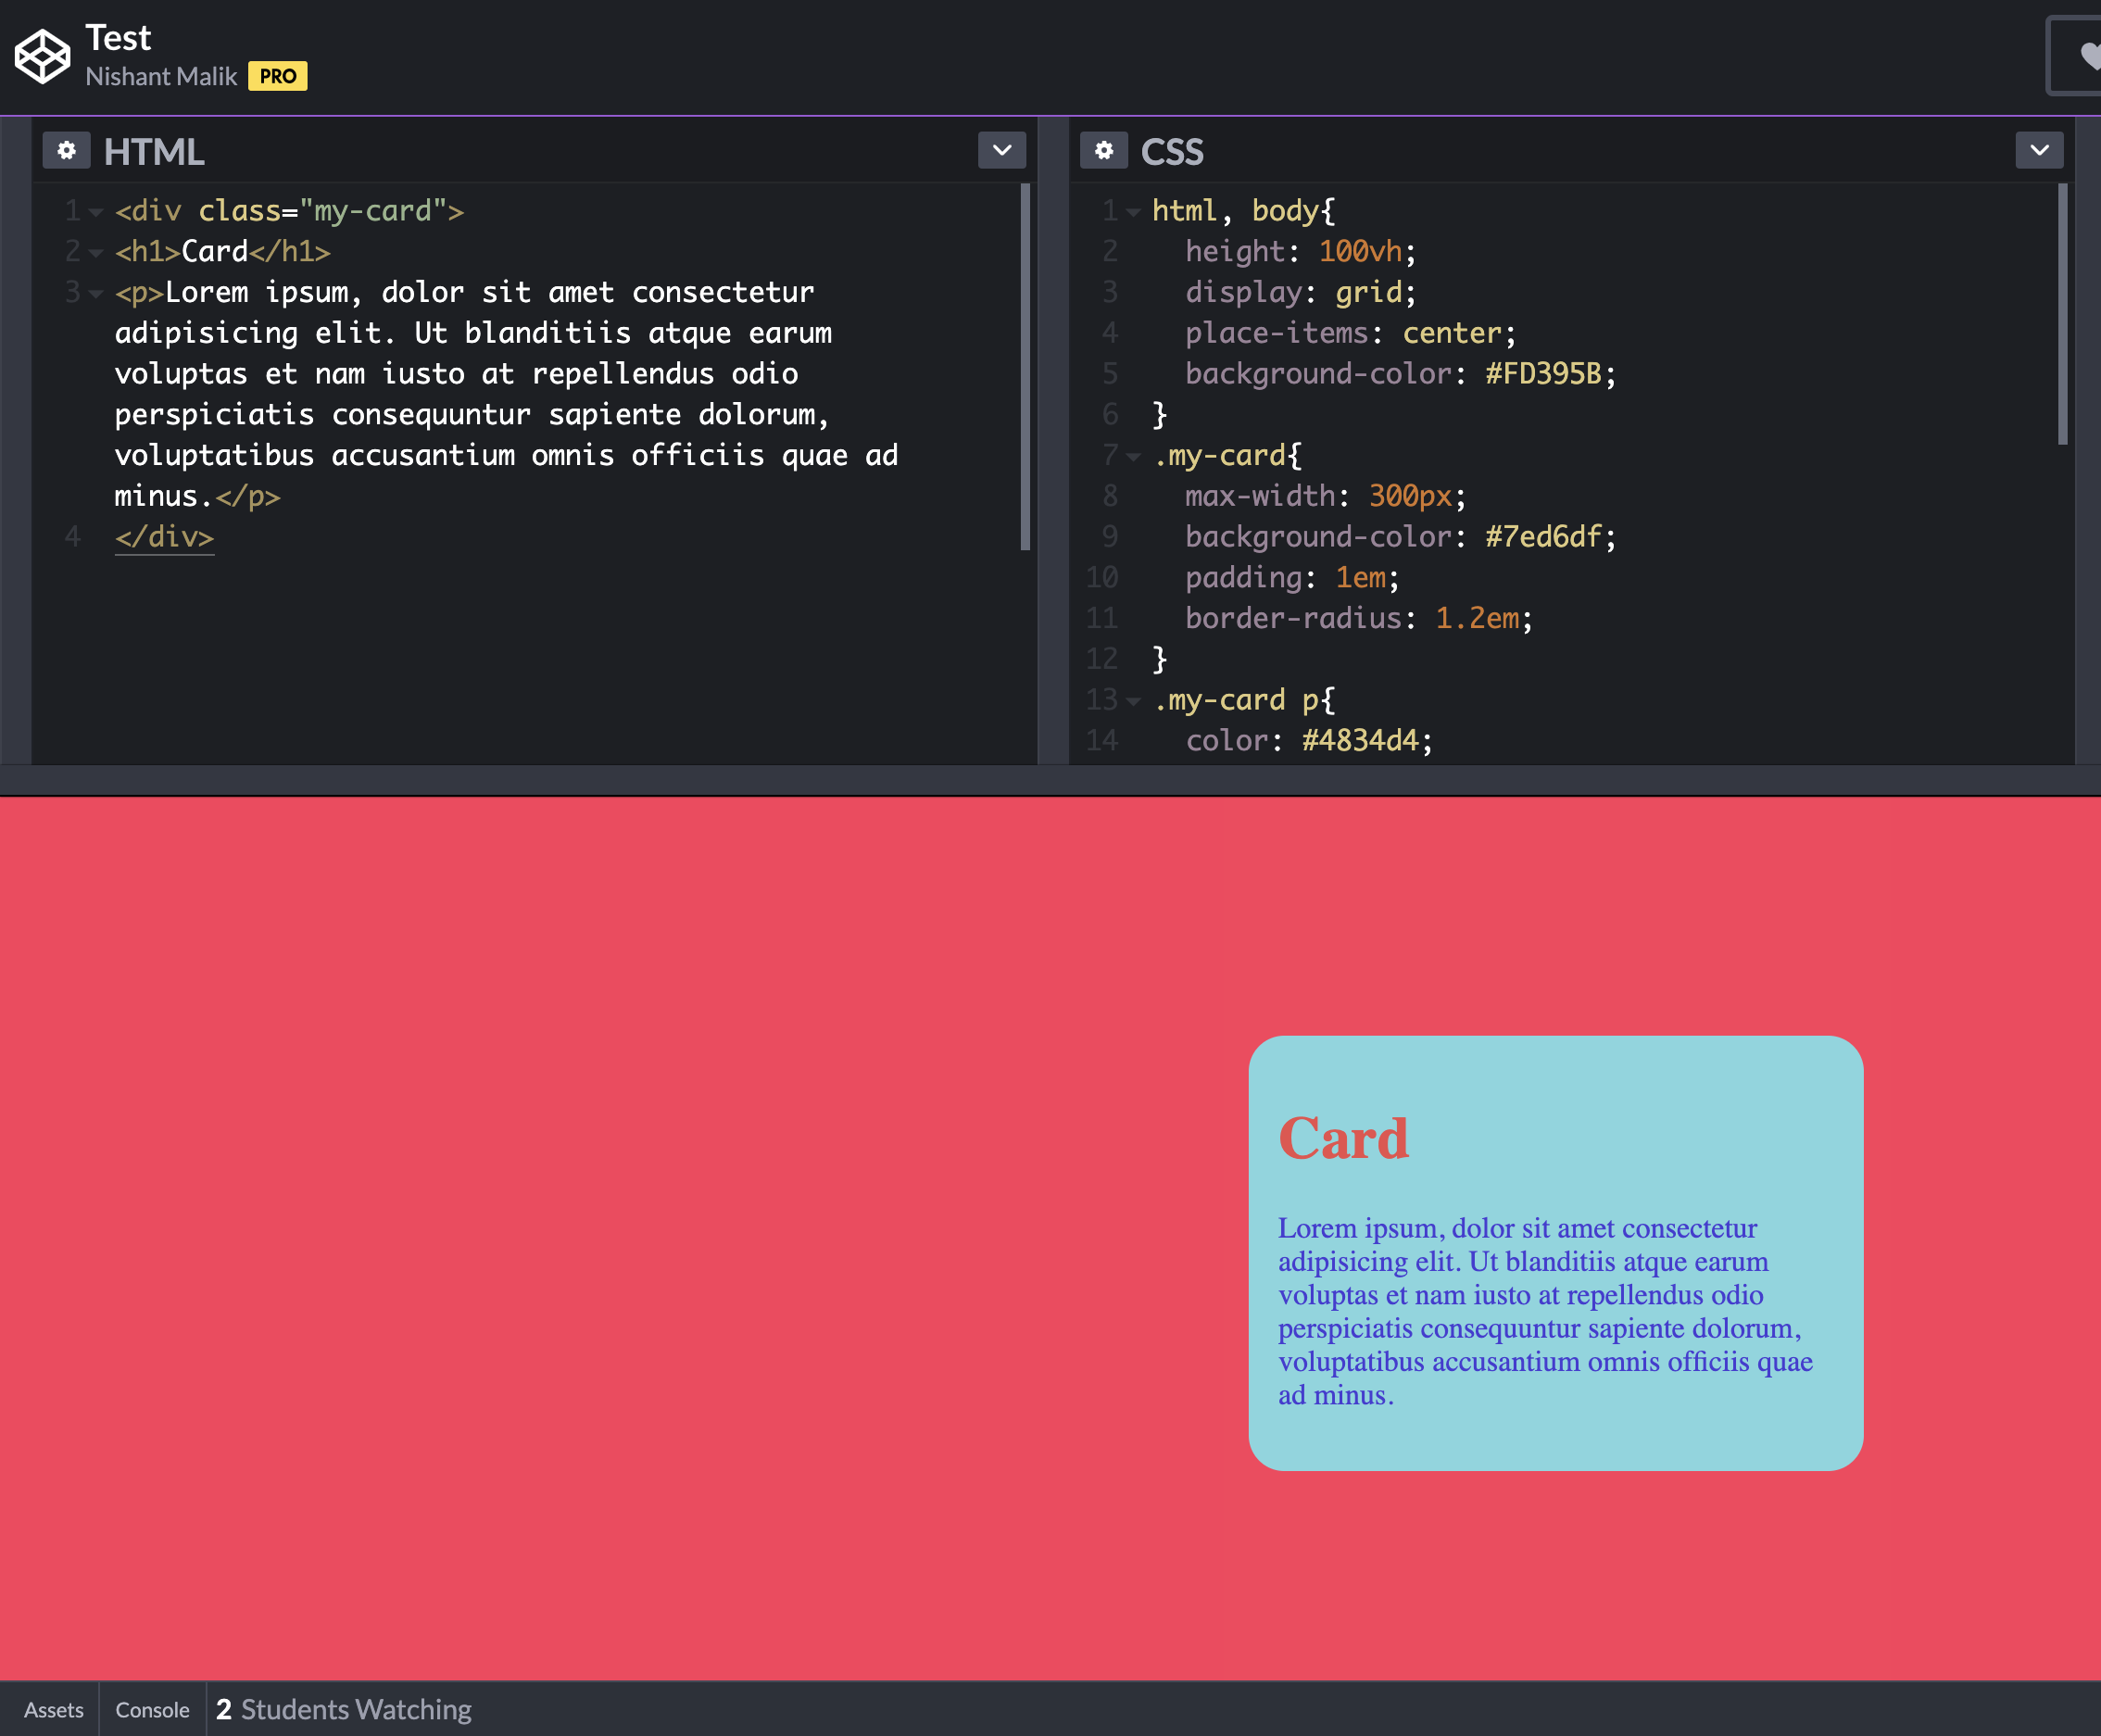 Test
Nishant Malik PRO
HTML
1 <div class="my-card">
2 <h1>Card</h1>
3 <p>Lorem ipsum, dolor sit amet consectetur
adipisicing elit. Ut blanditiis atque earum
voluptas et nam iusto at repellendus odio
perspiciatis consequuntur sapiente dolorum,
voluptatibus accusantium omnis officiis quae ad
minus.</p>
4 </div>
CSS
1 html, body{
2 height: 100vh;
3 display: grid;
4 place-items: center;
5 background-color: #FD395B;
6 }
7 .my-card{
8 max-width: 300px;
9 background-color: #7ed6df;
10 padding: 1em;
11 border-radius: 1.2em;
12 }
13 .my-card p{
14 color: #4834d4;
Card
Lorem ipsum, dolor sit amet consectetur
adipisicing elit. Ut blanditiis atque earum
voluptas et nam iusto at repellendus odio
perspiciatis consequuntur sapiente dolorum,
voluptatibus accusantium omnis officiis quae
ad minus.
Assets Console 2 Students Watching